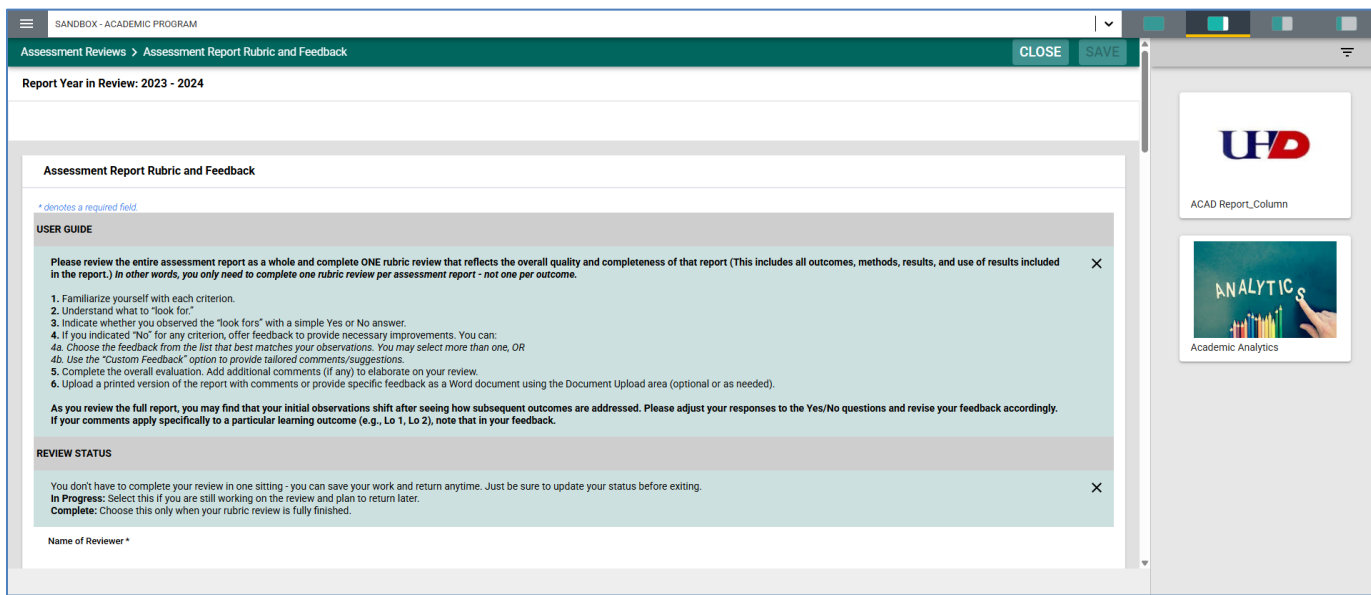 SANDBOX - ACADEMIC PROGRAM
Assessment Reviews > Assessment Report Rubric and Feedback
CLOSE
SAVE
Report Year in Review: 2023 - 2024
Assessment Report Rubric and Feedback
* denotes a required field.
USER GUIDE
Please review the entire assessment report as a whole and complete ONE rubric review that reflects the overall quality and completeness of that report (This includes all outcomes, methods, results, and use of results included
in the report.) In other words, you only need to complete one rubric review per assessment report - not one per outcome.
1. Familiarize yourself with each criterion.
2. Understand what to “look for.”
3. Indicate whether you observed the “look fors” with a simple Yes or No answer.
4. If you indicated “No” for any criterion, offer feedback to provide necessary improvements. You can:
4a. Choose the feedback from the list that best matches your observations. You may select more than one, OR
4b. Use the “Custom Feedback” option to provide tailored comments/suggestions.
5. Complete the overall evaluation. Add additional comments (if any) to elaborate on your review.
6. Upload a printed version of the report with comments or provide specific feedback as a Word document using the Document Upload area (optional or as needed).
As you review the full report, you may find that your initial observations shift after seeing how subsequent outcomes are addressed. Please adjust your responses to the Yes/No questions and revise your feedback accordingly.
If your comments apply specifically to a particular learning outcome (e.g., Lo 1, Lo 2), note that in your feedback.
REVIEW STATUS
You don't have to complete your review in one sitting - you can save your work and return anytime. Just be sure to update your status before exiting.
In Progress: Select this if you are still working on the review and plan to return later.
Complete: Choose this only when your rubric review is fully finished.
Name of Reviewer *
UHD
ACAD Report_Column
ANALYTICS
Academic Analytics